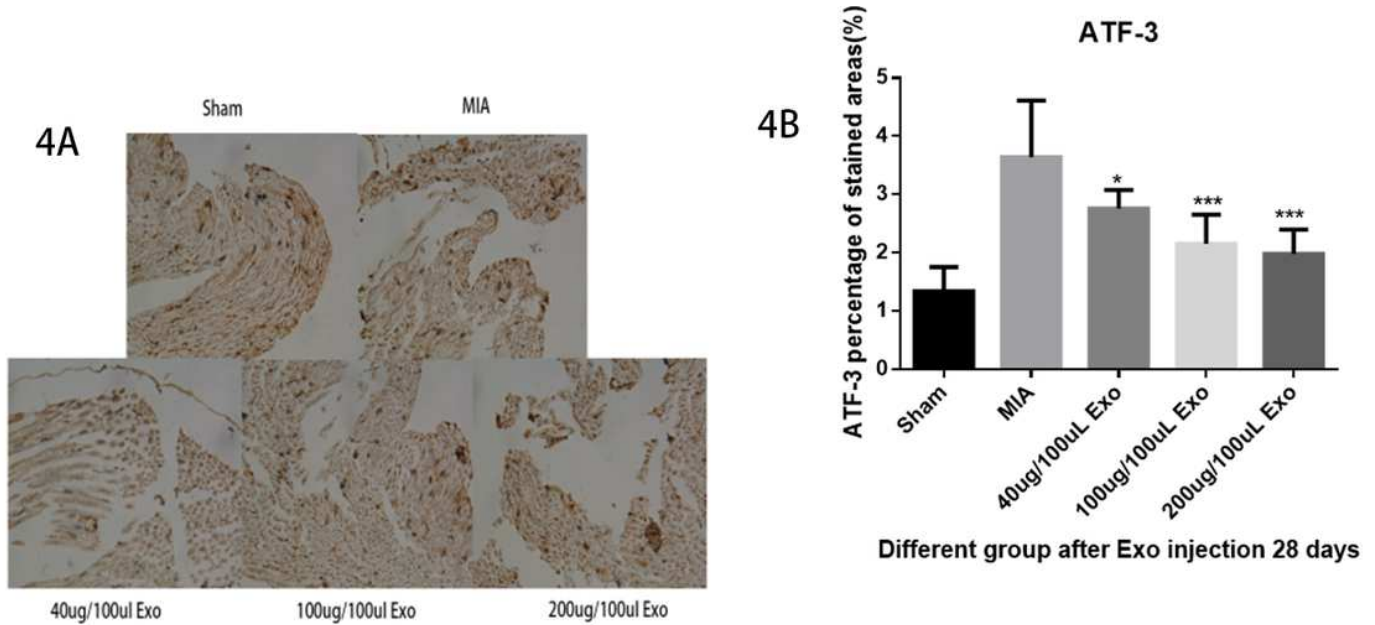 4A
Sham
MIA
40ug/100ul Exo
100ug/100ul Exo
200ug/100ul Exo
4B
ATF-3
ATF-3 percentage of stained areas(%)
5
4
3
2
1
0
*
***
***
Sham
MIA
40ug/100uL Exo
100ug/100uL Exo
200ug/100uL Exo
Different group after Exo injection 28 days